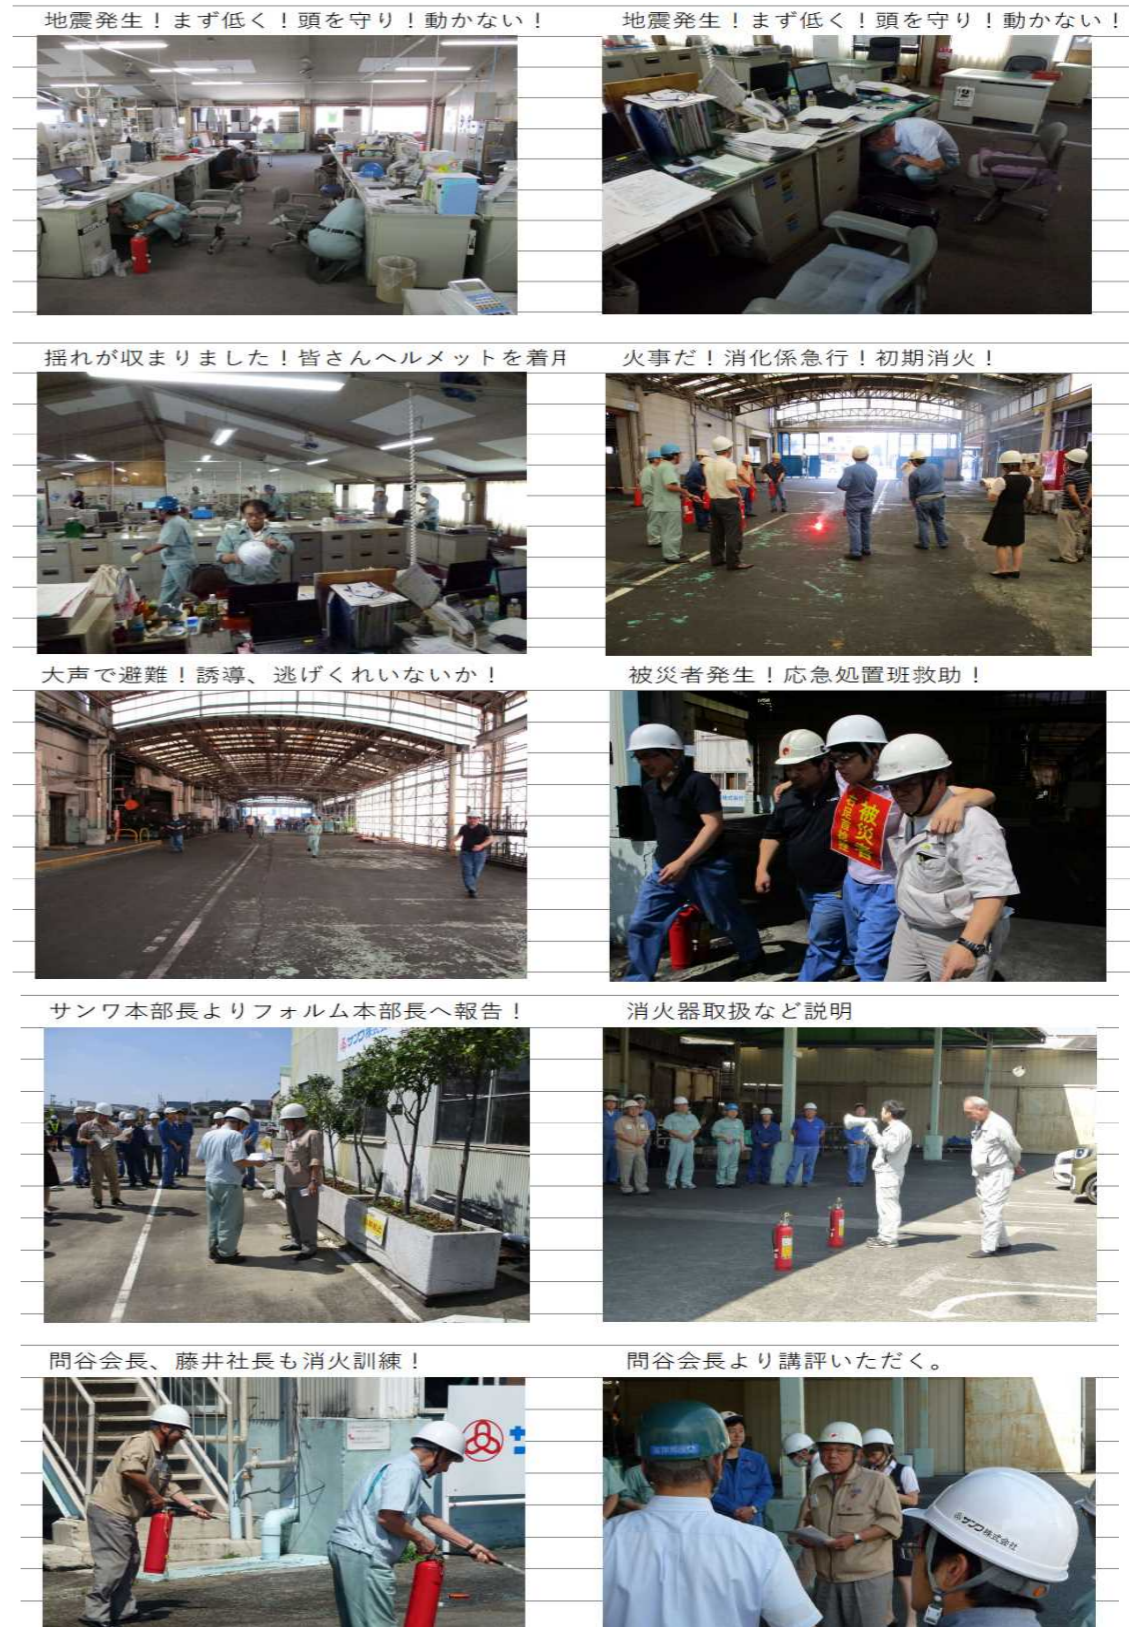 地震発生！まず低く！頭を守り！動かない！
地震発生！まず低く！頭を守り！動かない！
揺れが収まりました！皆さんヘルメットを着用
火事だ！消化係急行！初期消火！
大声で避難！誘導、逃げくれいないか！
被災者発生！応急処置班救助！
被災者
サンワ本部長よりフォルム本部長へ報告！
サンワ株式会社
消火器取扱など説明
問谷会長、藤井社長も消火訓練！
サ
問谷会長より講評いただく。
サンワ株式会社